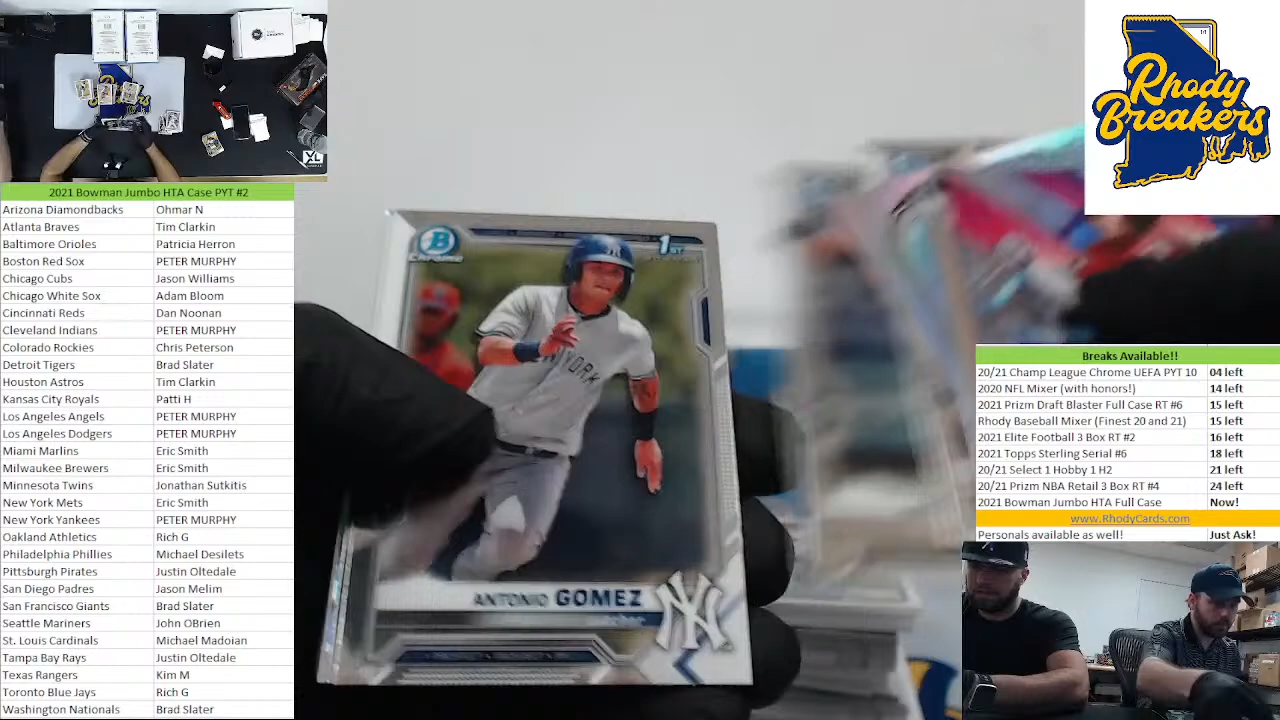 2021 Bowman Jumbo HTA Case PYT #2
Arizona Diamondbacks Ohmar N
Atlanta Braves Tim Clarkin
Baltimore Orioles Patricia Herron
Boston Red Sox PETER MURPHY
Chicago Cubs Jason Williams
Chicago White Sox Adam Bloom
Cincinnati Reds Dan Noonan
Cleveland Indians PETER MURPHY
Colorado Rockies Chris Peterson
Detroit Tigers Brad Slater
Houston Astros Tim Clarkin
Kansas City Royals Patti H
Los Angeles Angels PETER MURPHY
Los Angeles Dodgers PETER MURPHY
Miami Marlins Eric Smith
Milwaukee Brewers Eric Smith
Minnesota Twins Jonathan Sutkitis
New York Mets Eric Smith
New York Yankees PETER MURPHY
Oakland Athletics Rich G
Philadelphia Phillies Michael Desilets
Pittsburgh Pirates Justin Oltedale
San Diego Padres Jason Melim
San Francisco Giants Brad Slater
Seattle Mariners John OBrien
St. Louis Cardinals Michael Madoian
Tampa Bay Rays Justin Oltedale
Texas Rangers Kim M
Toronto Blue Jays Rich G
Washington Nationals Brad Slater
XL
B
CHROME
1ST
NEW YORK
ANTONIO GOMEZ
NY
Rhody
Breakers
Breaks Available!!
20/21 Champ League Chrome UEFA PYT 10 04 left
2020 NFL Mixer (with honors!) 14 left
2021 Prizm Draft Blaster Full Case RT #6 15 left
Rhody Baseball Mixer (Finest 20 and 21) 15 left
2021 Elite Football 3 Box RT #2 16 left
2021 Topps Sterling Serial #6 18 left
20/21 Select 1 Hobby 1 H2 21 left
20/21 Prizm NBA Retail 3 Box RT #4 24 left
2021 Bowman Jumbo HTA Full Case Now!
www.RhodyCards.com
Personals available as well! Just Ask!